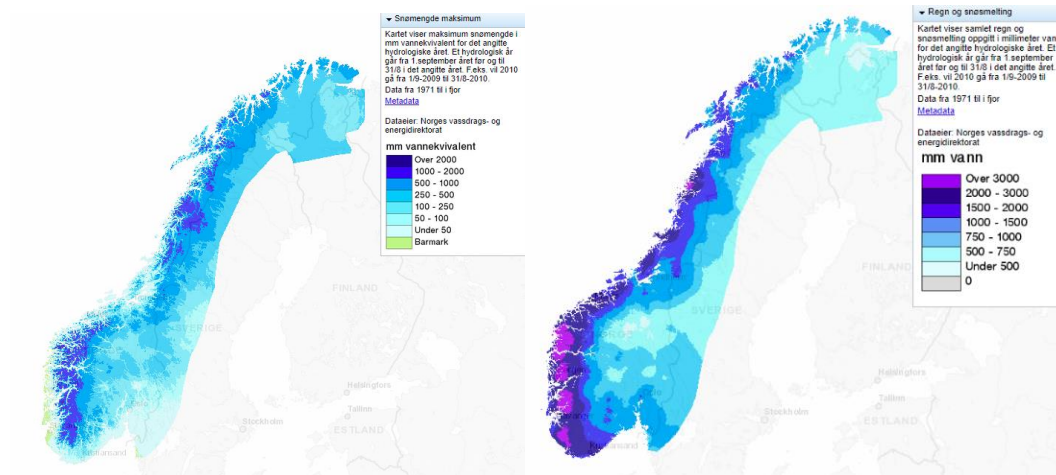 Snømengde maksimum
Kartet viser maksimum snømengde i
mm vannekvivalent for det angitte
hydrologiske året. Et hydrologisk år
går fra 1.september året før og til
31/8 i det angitte året. F.eks. vil 2010
gå fra 1/9-2009 til 31/8-2010.
Data fra 1971 til i fjor
Metadata
Dataeier: Norges vassdrags- og
energidirektorat
mm vannekvivalent
Over 2000
1000 - 2000
500 - 1000
250 - 500
100 - 250
50 - 100
Under 50
Barmark
FINLAND
SVERIGE
Helsingfors
Tallinn
Stockholm
ESTLAND
Regn og snøsmelting
Kartet viser samlet regn og
snøsmelting oppgitt i millimeter van
for det angitte hydrologiske året. Et
hydrologisk år går fra 1.september
året før og til 31/8 i det angitte året.
F.eks. vil 2010 gå fra 1/9-2009 til
31/8-2010.
Data fra 1971 til i fjor
Metadata
Dataeier: Norges vassdrags- og
energidirektorat
mm vann
Over 3000
2000 - 3000
1500 - 2000
1000 - 1500
750 - 1000
500 - 750
Under 500
0
FINLAND
SVERIGE
Helsingfors
Tallinn
Stockholm
ESTLAND